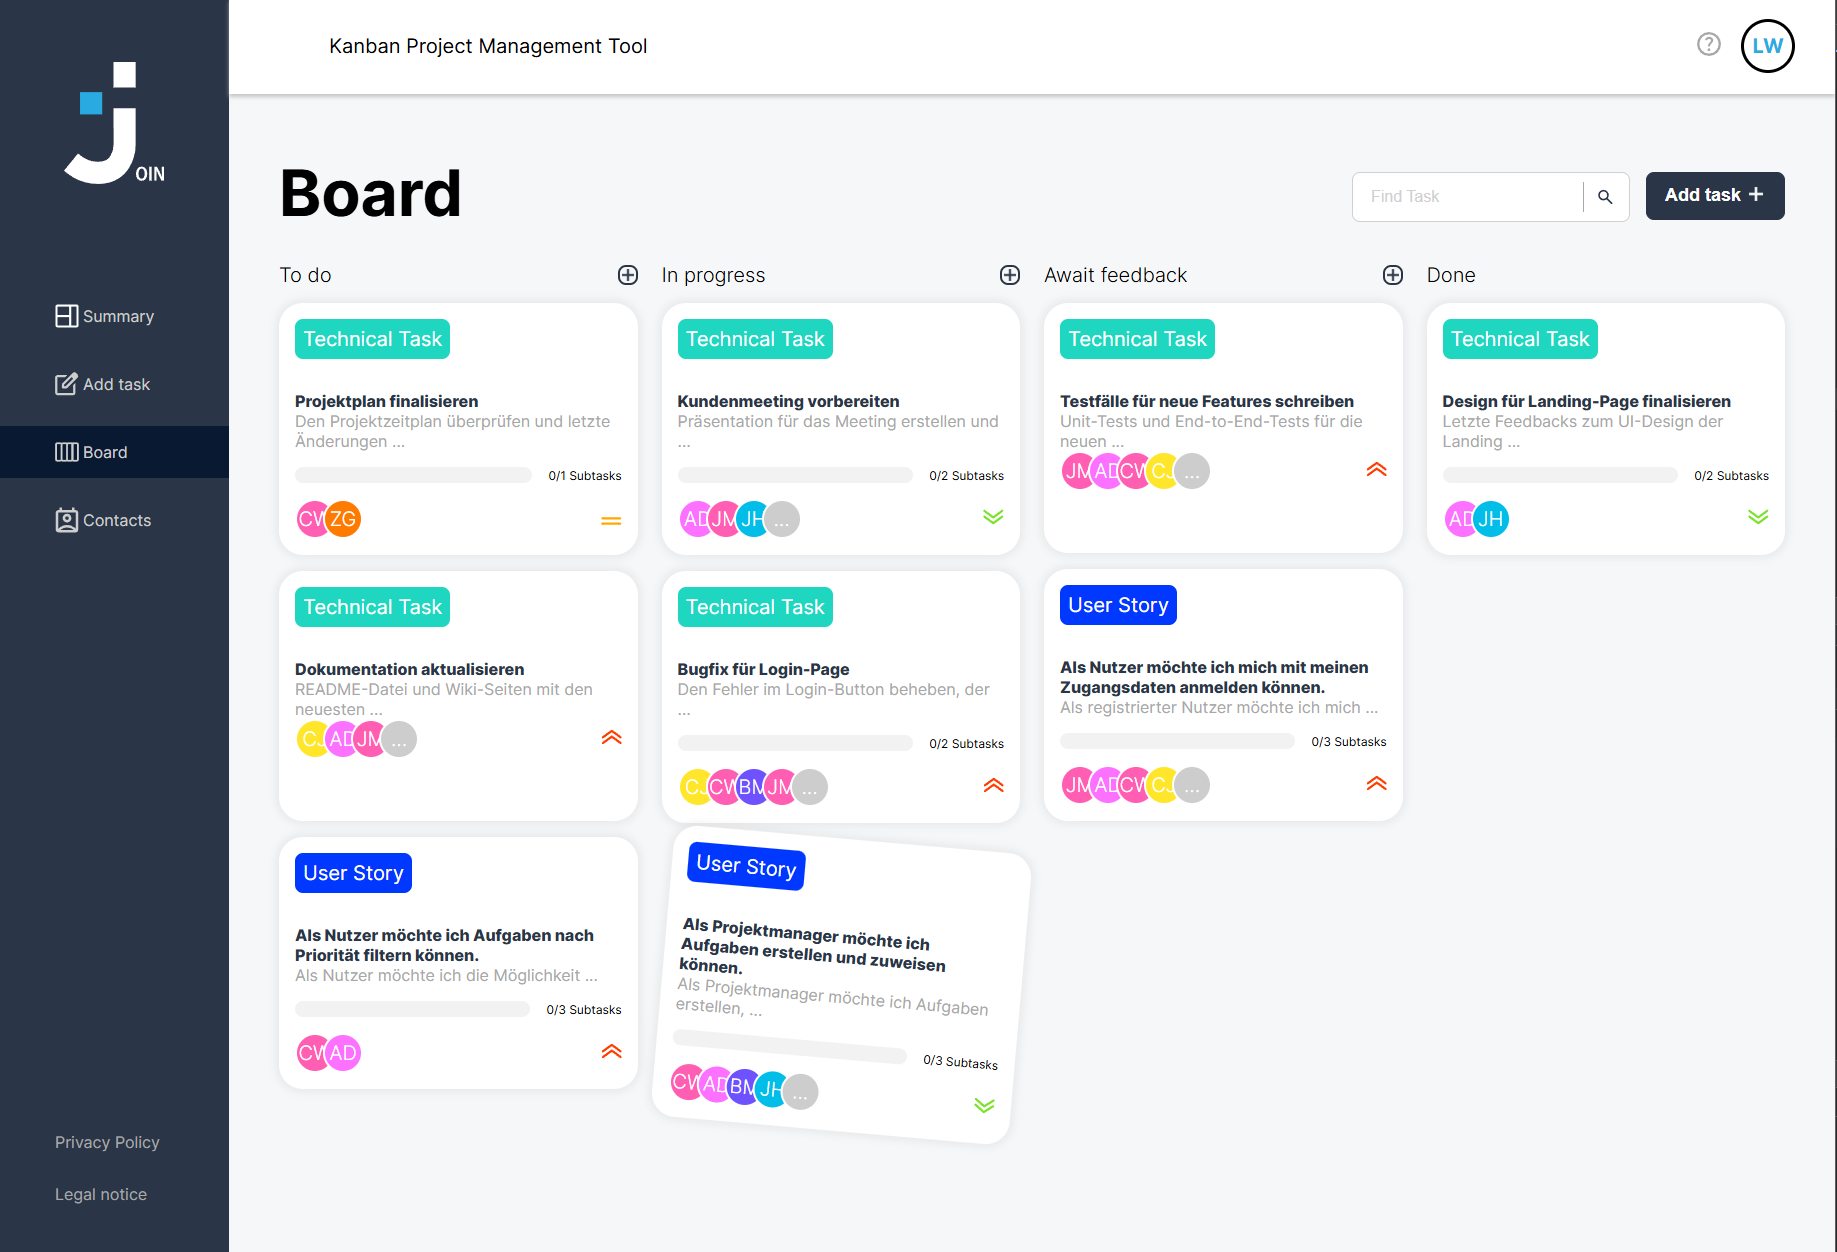 OIN
Summary
Add task
Board
Contacts
Privacy Policy
Legal notice
Kanban Project Management Tool
LW
Board
Find Task
Add task
To do
Technical Task
Projektplan finalisieren
Den Projektzeitplan überprüfen und letzte
Änderungen ...
0/1 Subtasks
CW ZG
Technical Task
Dokumentation aktualisieren
README-Datei und Wiki-Seiten mit den
neuesten ...
CJ AD JM ...
User Story
Als Nutzer möchte ich Aufgaben nach
Priorität filtern können.
Als Nutzer möchte ich die Möglichkeit ...
0/3 Subtasks
CW AD
In progress
Technical Task
Kundenmeeting vorbereiten
Präsentation für das Meeting erstellen und
...
0/2 Subtasks
AD JM JH ...
Technical Task
Bugfix für Login-Page
Den Fehler im Login-Button beheben, der
...
0/2 Subtasks
CJ CW BM JM ...
User Story
Als Projektmanager möchte ich
Aufgaben erstellen und zuweisen
können.
Als Projektmanager möchte ich Aufgaben
erstellen, ...
0/3 Subtasks
CW AD BM JH ...
Await feedback
Technical Task
Testfälle für neue Features schreiben
Unit-Tests und End-to-End-Tests für die
neuen ...
JM AD CW CJ ...
User Story
Als Nutzer möchte ich mich mit meinen
Zugangsdaten anmelden können.
Als registrierter Nutzer möchte ich mich ...
0/3 Subtasks
JM AD CW CJ ...
Done
Technical Task
Design für Landing-Page finalisieren
Letzte Feedbacks zum UI-Design der
Landing ...
0/2 Subtasks
AD JH